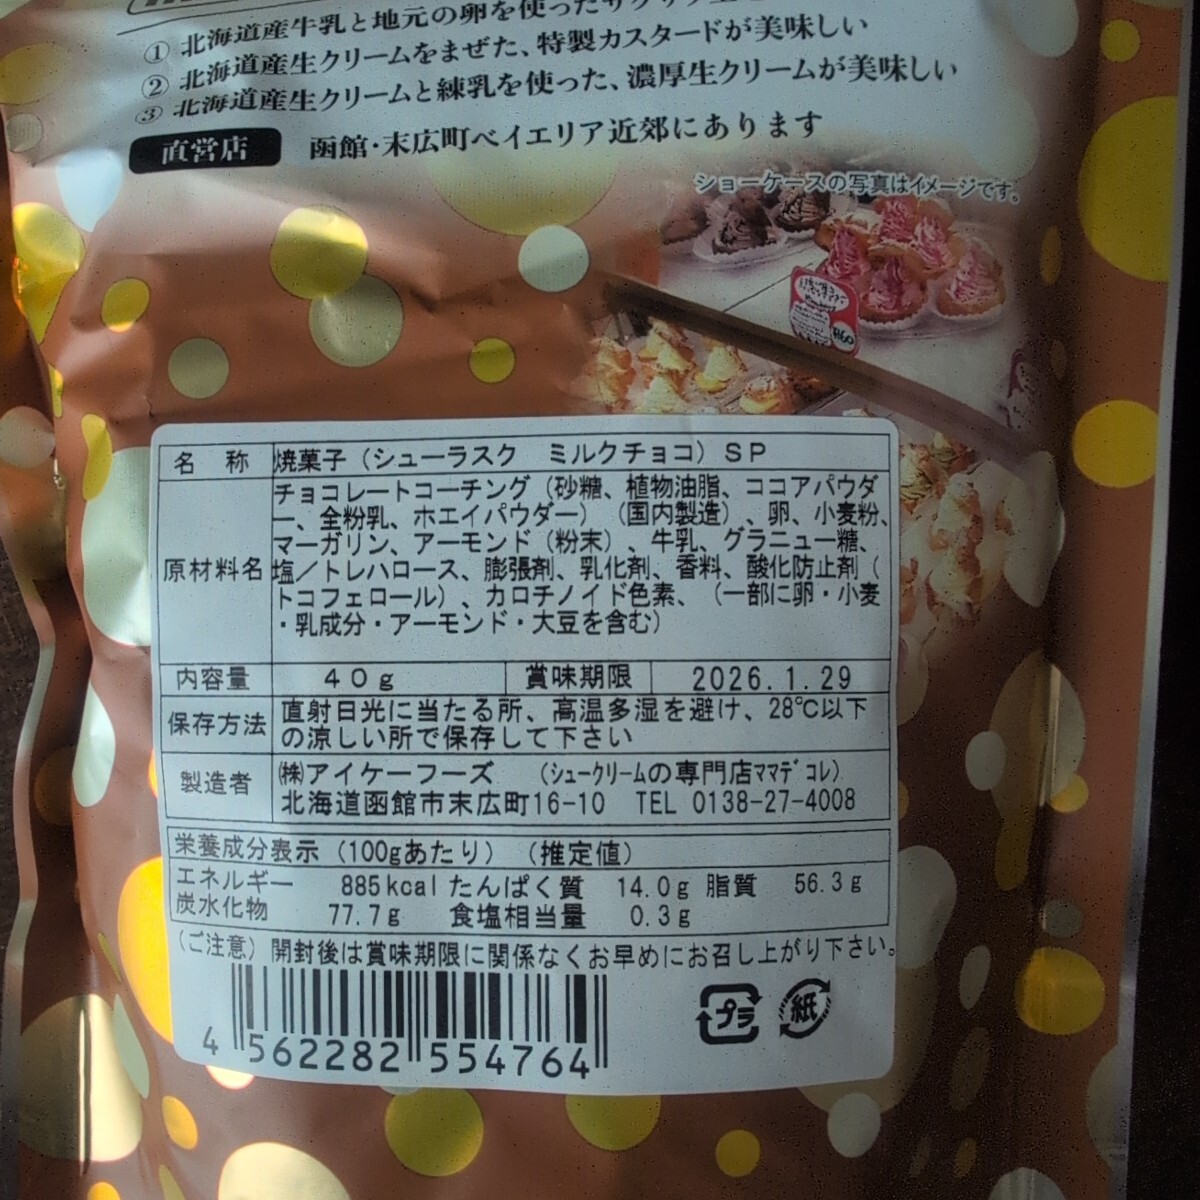 ① 北海道産牛乳と地元の卵を使った
② 北海道産生クリームをまぜた、特製カスタードが美味しい
③ 北海道産生クリームと練乳を使った、濃厚生クリームが美味しい
直営店 函館・末広町ベイエリア近郊にあります
ショーケースの写真はイメージです。
名 称 焼菓子（シューラスク ミルクチョコ）ＳＰ
原材料名 チョコレートコーチング（砂糖、植物油脂、ココアパウダ
ー、全粉乳、ホエイパウダー）（国内製造）、卵、小麦粉、
マーガリン、アーモンド（粉末）、牛乳、グラニュー糖、
塩／トレハロース、膨張剤、乳化剤、香料、酸化防止剤（
トコフェロール）、カロチノイド色素、（一部に卵・小麦
・乳成分・アーモンド・大豆を含む）
内容量 ４０ｇ 賞味期限 2026.1.29
保存方法 直射日光に当たる所、高温多湿を避け、28℃以下
の涼しい所で保存して下さい
製造者 ㈱アイケーフーズ （シュークリームの専門店ママデコレ）
北海道函館市末広町16-10 TEL 0138-27-4008
栄養成分表示（100gあたり）（推定値）
エネルギー 885kcal たんぱく質 14.0g 脂質 56.3g
炭水化物 77.7g 食塩相当量 0.3g
（ご注意）開封後は賞味期限に関係なくお早めにお召し上がり下さい。
プラ 紙
4 562282 554764